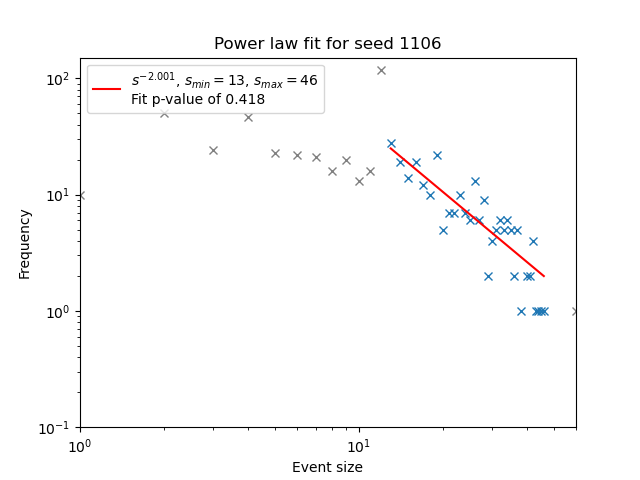 Power law fit for seed 1106
s^{-2.001}, s_{min} = 13, s_{max} = 46
Fit p-value of 0.418
10^2
10^1
10^0
10^{-1}
Frequency
10^0
10^1
Event size